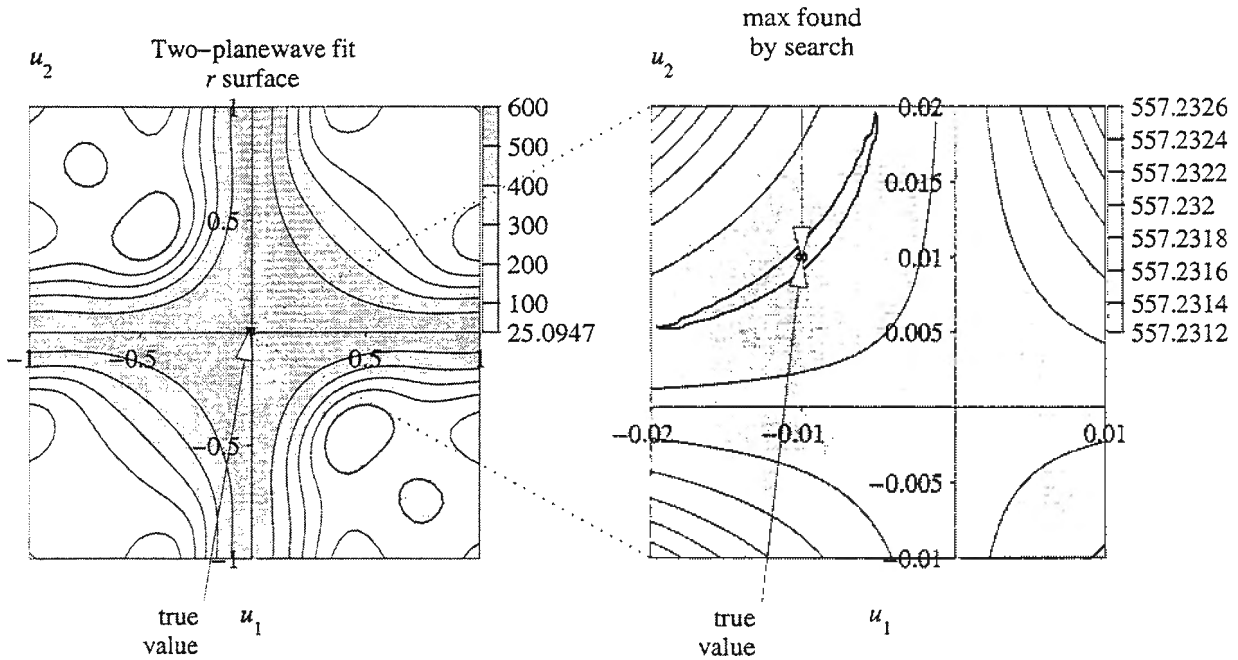 Two–planewave fit
r surface
u2
1
0.5
−1
−0.5
0.5
1
−0.5
−1
600
500
400
300
200
100
25.0947
true
value
u1
max found
by search
u2
0.02
0.015
0.01
0.005
−0.02
−0.01
0.01
−0.005
−0.01
557.2326
557.2324
557.2322
557.232
557.2318
557.2316
557.2314
557.2312
true
value
u1